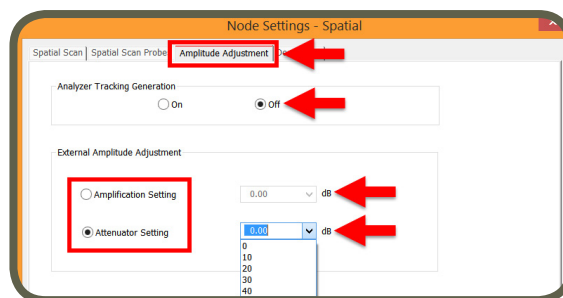 Node Settings - Spatial
Spatial Scan Spatial Scan Probe Amplitude Adjustment
Analyzer Tracking Generation
On Off
External Amplitude Adjustment
Amplification Setting 0.00 dB
Attenuator Setting 0.00 dB
0
10
20
30
40